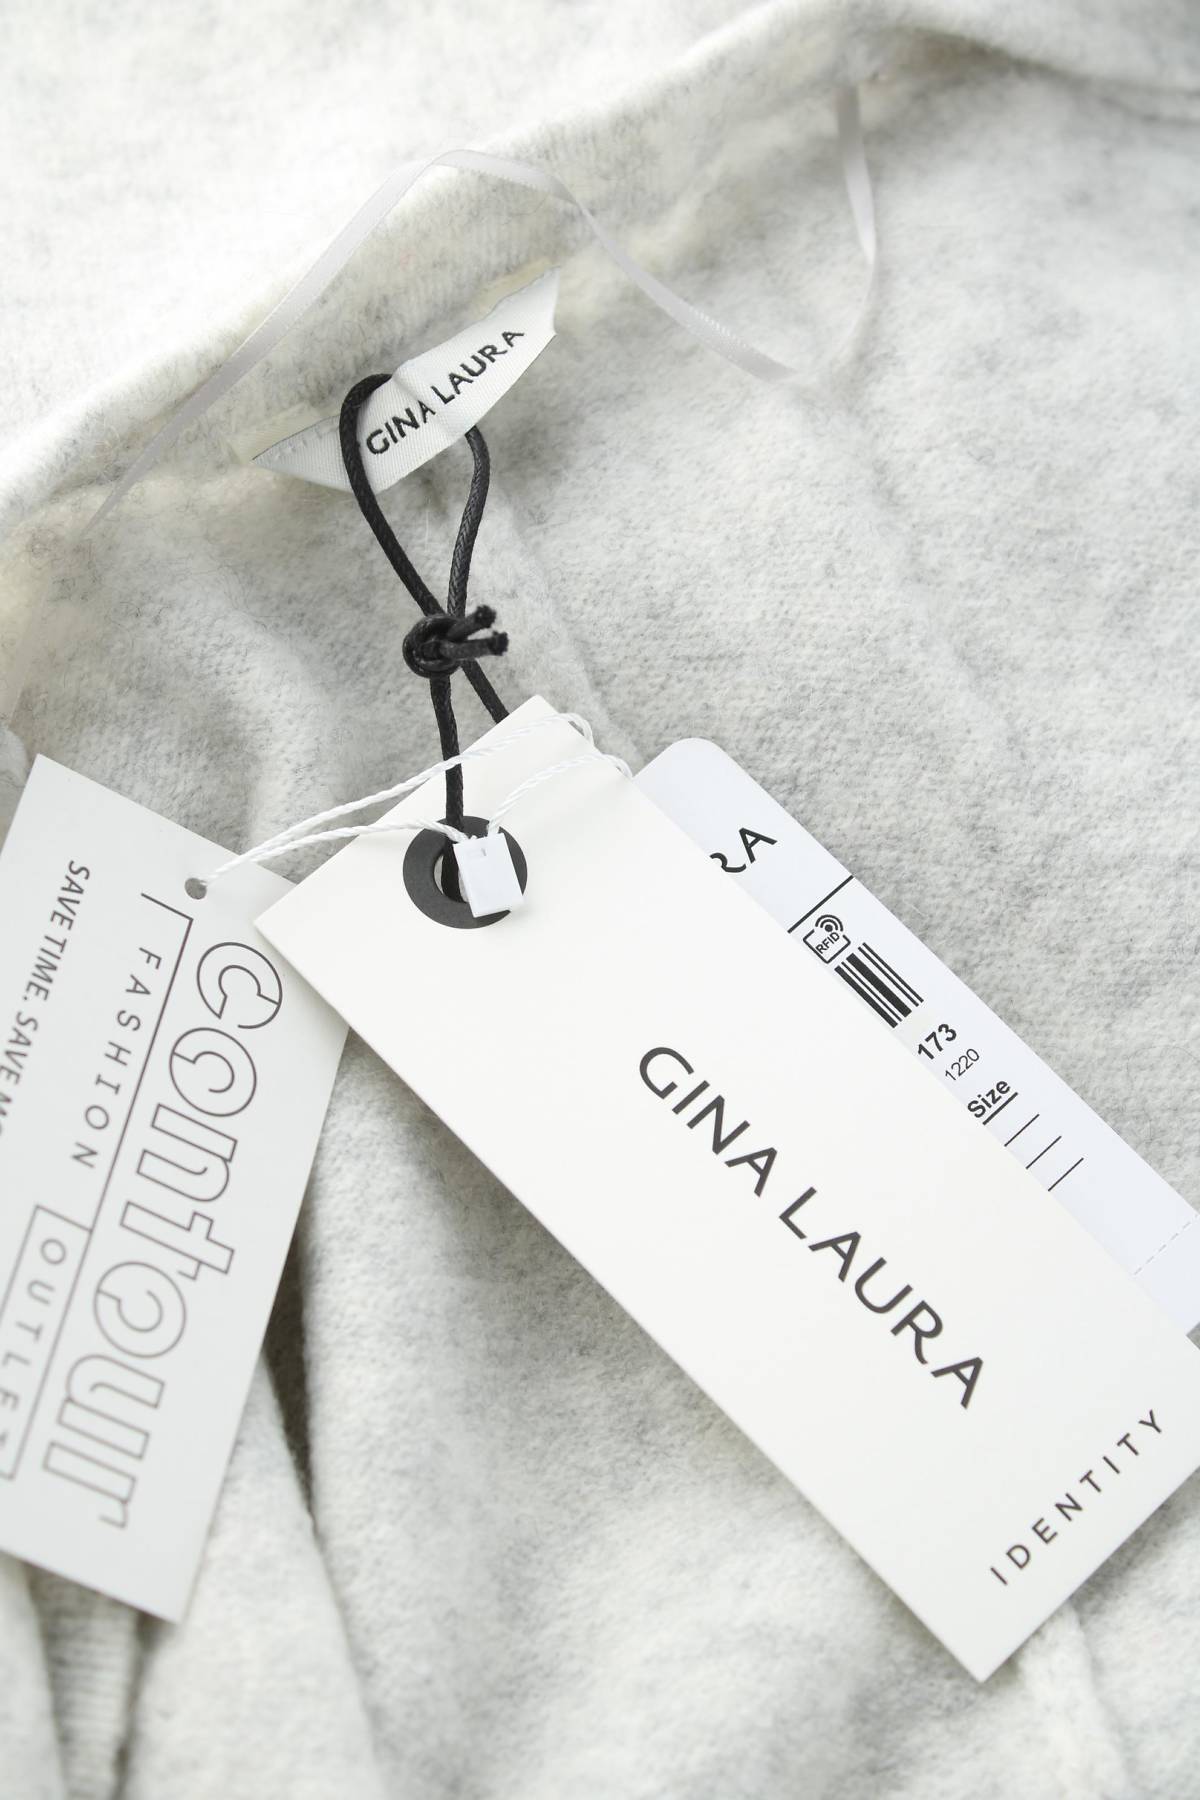 GINA LAURA
SAVE TIME. SAVE
contour
FASHION
OUTLET
RA
RFID
173
1220
Size
GINA LAURA
IDENTITY